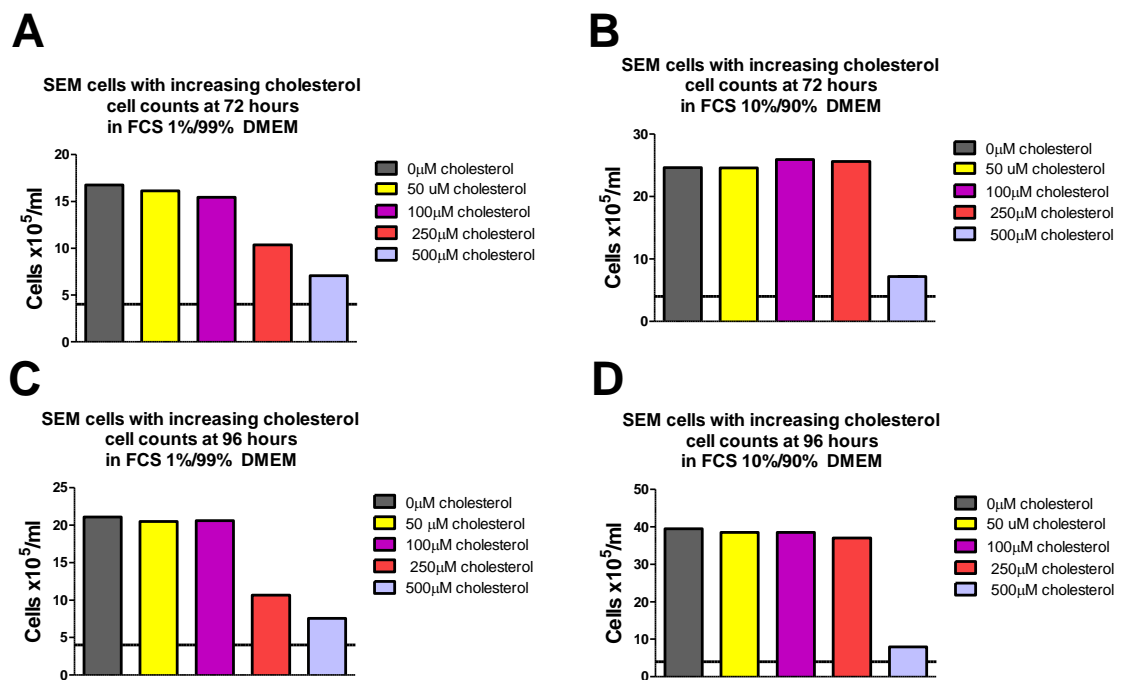 A
SEM cells with increasing cholesterol
cell counts at 72 hours
in FCS 1%/99% DMEM
Cells x10⁵/ml
20
15
10
5
0
0µM cholesterol
50 uM cholesterol
100µM cholesterol
250µM cholesterol
500µM cholesterol
B
SEM cells with increasing cholesterol
cell counts at 72 hours
in FCS 10%/90% DMEM
Cells x10⁵/ml
30
20
10
0
0µM cholesterol
50 uM cholesterol
100µM cholesterol
250µM cholesterol
500µM cholesterol
C
SEM cells with increasing cholesterol
cell counts at 96 hours
in FCS 1%/99% DMEM
Cells x10⁵/ml
25
20
15
10
5
0
0µM cholesterol
50 µM cholesterol
100µM cholesterol
250µM cholesterol
500µM cholesterol
D
SEM cells with increasing cholesterol
cell counts at 96 hours
in FCS 10%/90% DMEM
Cells x10⁵/ml
50
40
30
20
10
0
0µM cholesterol
50 uM cholesterol
100µM cholesterol
250µM cholesterol
500µM cholesterol